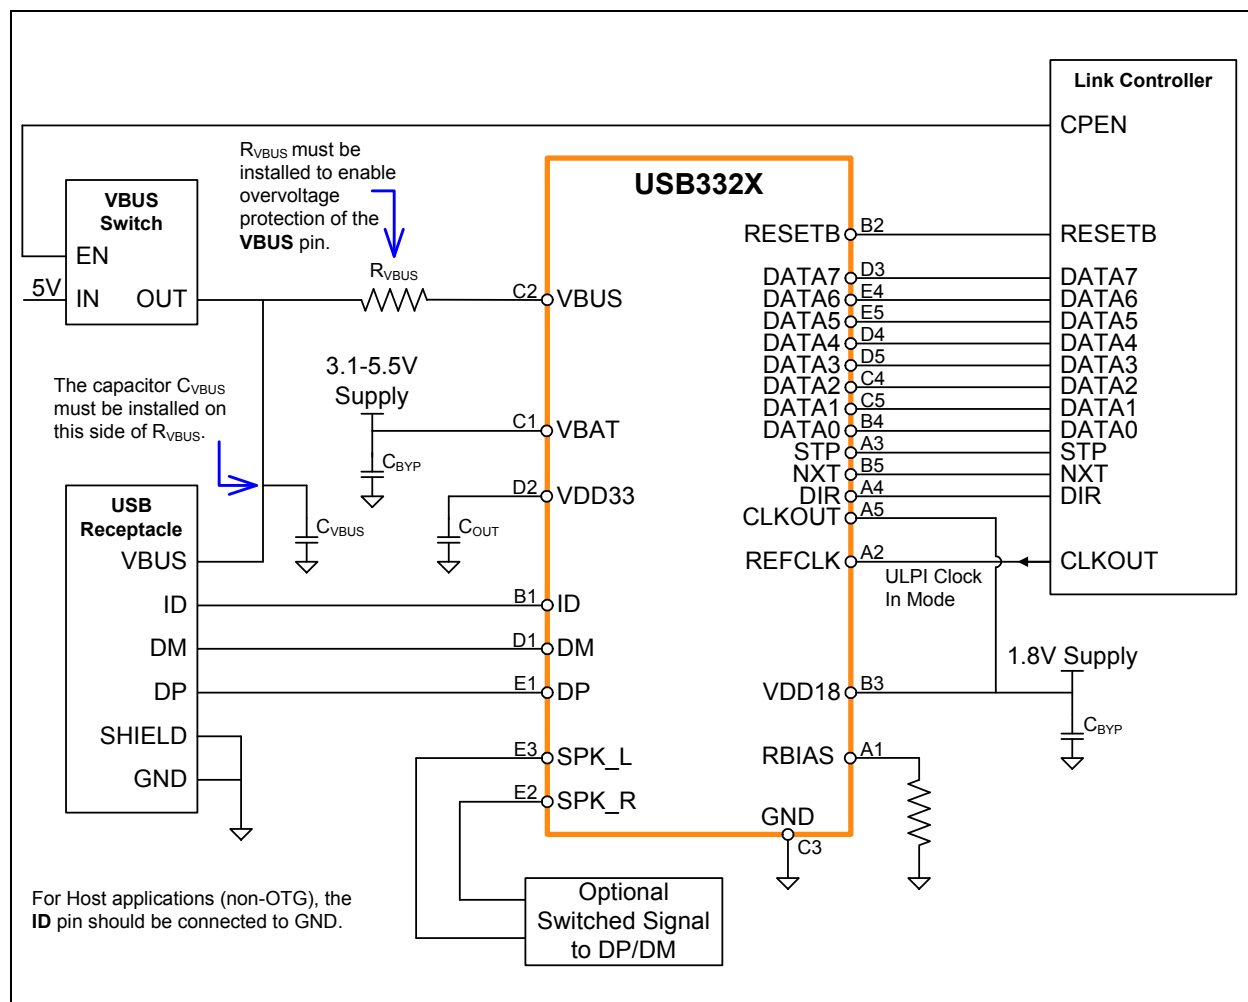 Link Controller
CPEN
RVBUS must be
installed to enable
overvoltage
protection of the
VBUS pin.
USB332X
VBUS
Switch
EN
5V
IN
OUT
RVBUS
C2
VBUS
RESETB
B2
RESETB
DATA7
D3
DATA7
DATA6
E4
DATA6
DATA5
E5
DATA5
DATA4
D4
DATA4
DATA3
D5
DATA3
DATA2
C4
DATA2
DATA1
C5
DATA1
DATA0
B4
DATA0
STP
A3
STP
NXT
B5
NXT
DIR
A4
DIR
CLKOUT
A5
REFCLK
A2
CLKOUT
ULPI Clock
In Mode
3.1-5.5V
Supply
The capacitor CVBUS
must be installed on
this side of RVBUS.
C1
VBAT
CBYP
D2
VDD33
COUT
CVBUS
USB
Receptacle
VBUS
ID
B1
ID
DM
D1
DM
DP
E1
DP
SHIELD
GND
1.8V Supply
VDD18
B3
CBYP
E3
SPK_L
E2
SPK_R
RBIAS
A1
GND
C3
For Host applications (non-OTG), the
ID pin should be connected to GND.
Optional
Switched Signal
to DP/DM